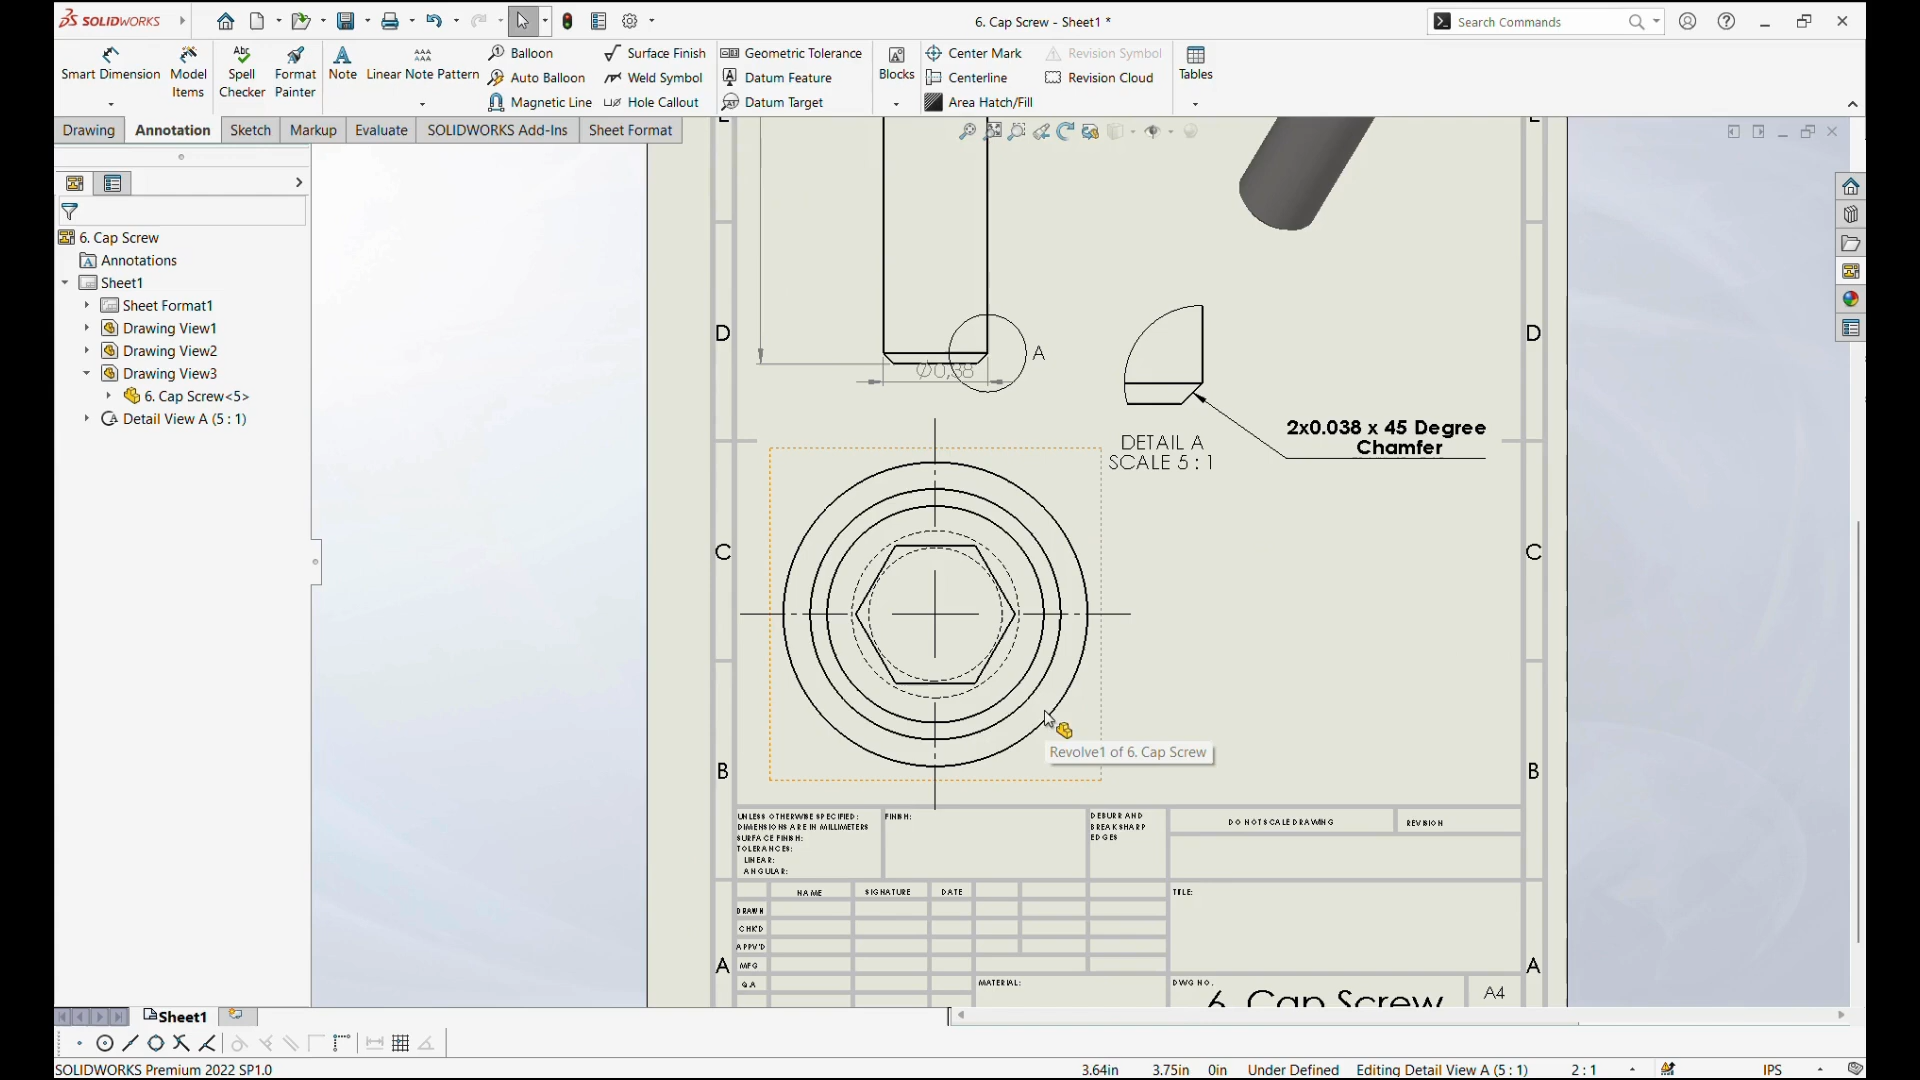 SOLIDWORKS
6. Cap Screw - Sheet1 *
Search Commands
Smart Dimension
Model Items
Spell Checker
Format Painter
Note
Linear Note Pattern
Balloon
Auto Balloon
Magnetic Line
Surface Finish
Weld Symbol
Hole Callout
Geometric Tolerance
Datum Feature
Datum Target
Blocks
Center Mark
Centerline
Area Hatch/Fill
Revision Symbol
Revision Cloud
Tables
Drawing
Annotation
Sketch
Markup
Evaluate
SOLIDWORKS Add-Ins
Sheet Format
6. Cap Screw
Annotations
Sheet1
Sheet Format1
Drawing View1
Drawing View2
Drawing View3
6. Cap Screw<5>
Detail View A (5 : 1)
D
D
A
Ø0,38
2x0.038 x 45 Degree
Chamfer
DETAIL A
SCALE 5 : 1
C
C
Revolve1 of 6. Cap Screw
B
B
UNLESS OTHERWISE SPECIFIED:
DIMENSIONS ARE IN MILLIMETERS
SURFACE FINISH:
TOLERANCES:
LINEAR:
ANGULAR:
FINISH:
DEBURR AND
BREAK SHARP
EDGES
DO NOT SCALE DRAWING
REVISION
NAME
SIGNATURE
DATE
TITLE:
DRAWN
CHK'D
APPV'D
MFG
Q.A
A
A
MATERIAL:
DWG NO.
6. Cap Screw
A4
Sheet1
SOLIDWORKS Premium 2022 SP1.0
3.64in
3.75in
0in
Under Defined
Editing Detail View A (5 : 1)
2 : 1
IPS